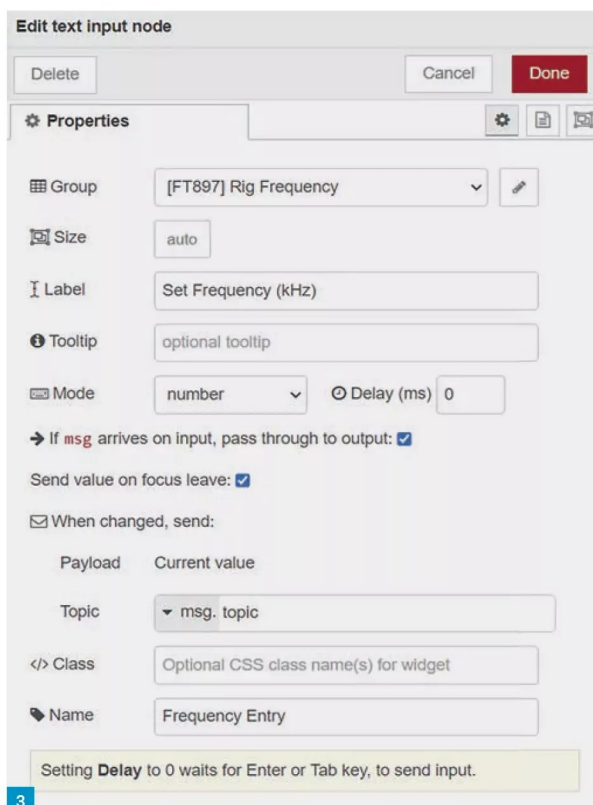 Edit text input node
Delete Cancel Done
Properties
Group [FT897] Rig Frequency
Size auto
Label Set Frequency (kHz)
Tooltip optional tooltip
Mode number Delay (ms) 0
If msg arrives on input, pass through to output:
Send value on focus leave:
When changed, send:
Payload Current value
Topic msg. topic
</> Class Optional CSS class name(s) for widget
Name Frequency Entry
Setting Delay to 0 waits for Enter or Tab key, to send input.
3